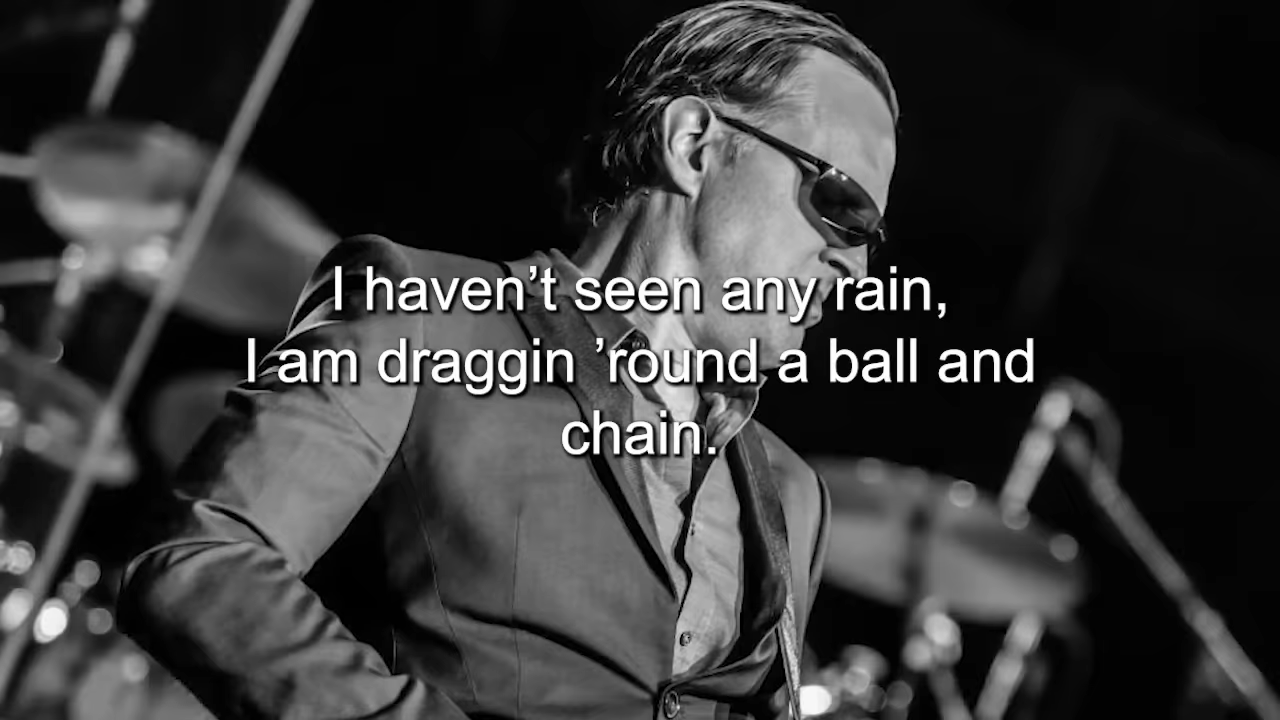 I haven’t seen any rain,
I am draggin ’round a ball and
chain.